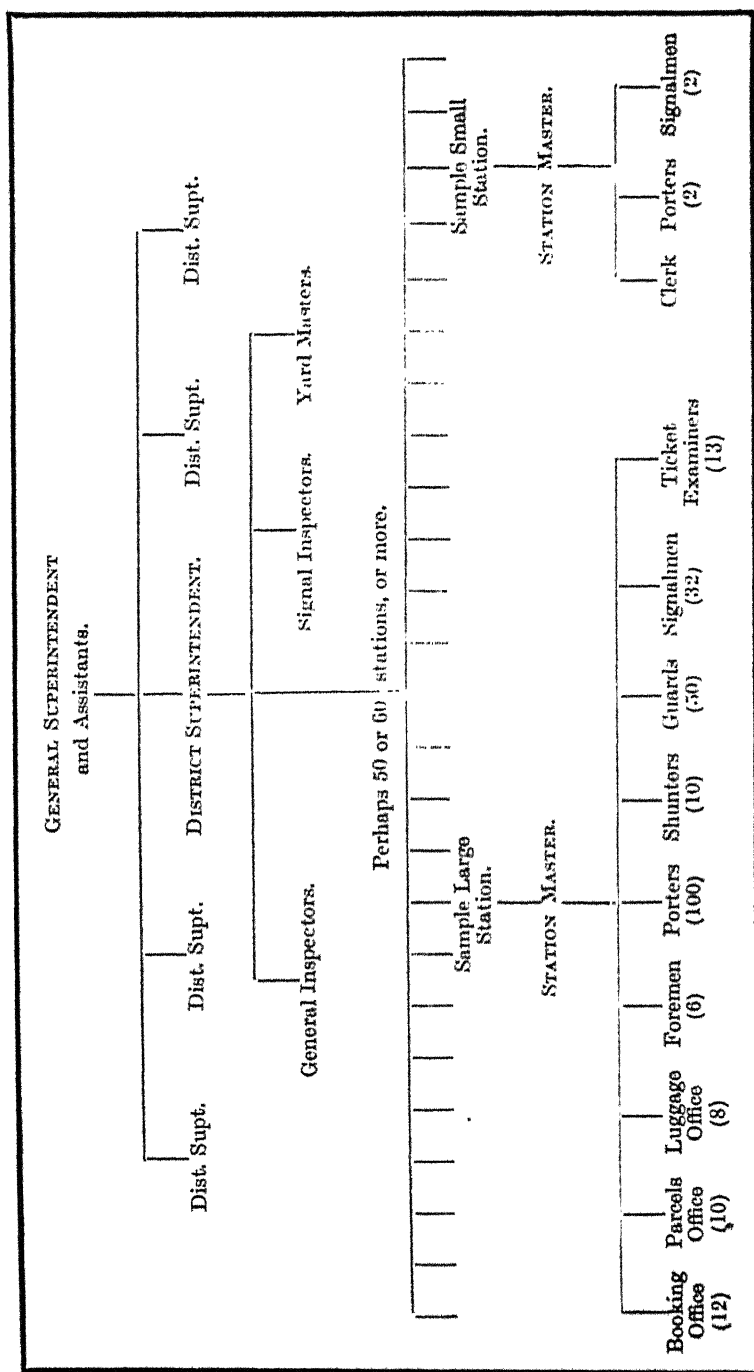 GENERAL SUPERINTENDENT
and Assistants.
Dist. Supt.
Dist. Supt.
DISTRICT SUPERINTENDENT.
Dist. Supt.
Dist. Supt.
General Inspectors.
Signal Inspectors.
Yard Masters.
Perhaps 50 or 60 stations, or more.
Sample Large
Station.
STATION MASTER.
Booking
Office
(12)
Parcels
Office
(10)
Luggage
Office
(8)
Foremen
(6)
Porters
(100)
Shunters
(10)
Guards
(50)
Signalmen
(32)
Ticket
Examiners
(13)
Sample Small
Station.
STATION MASTER.
Clerk
Porters
(2)
Signalmen
(2)